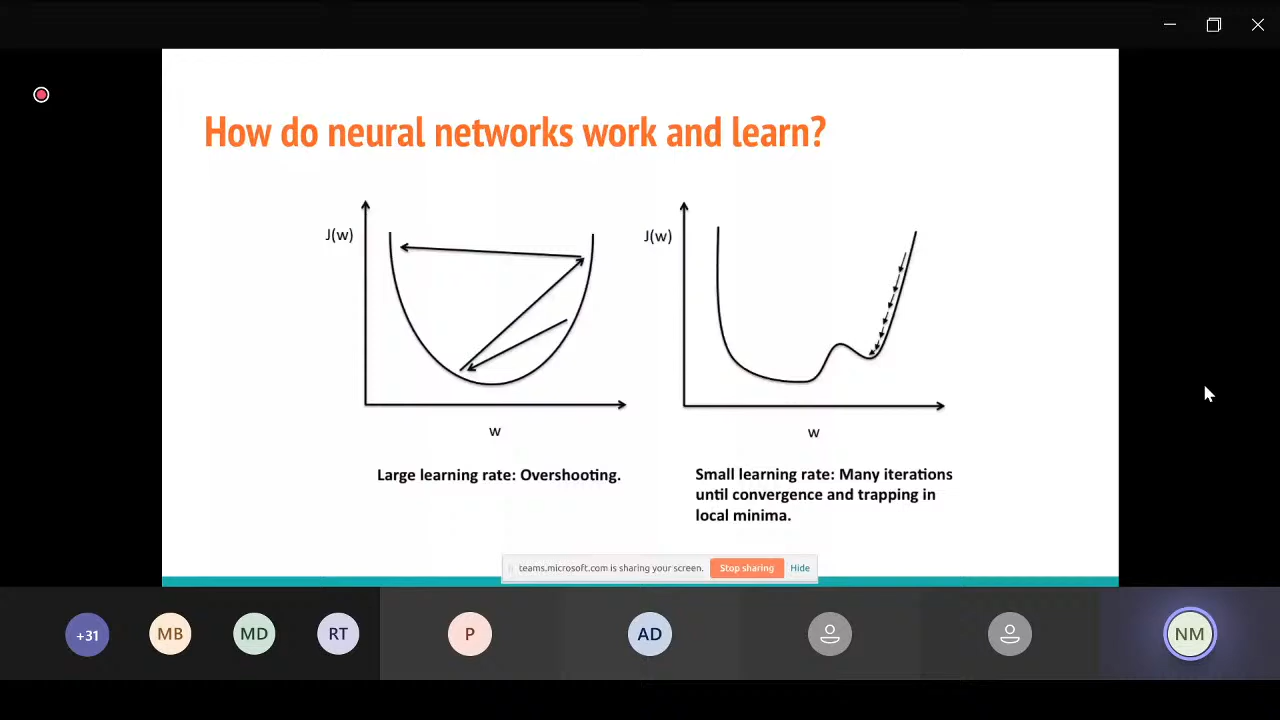 How do neural networks work and learn?
J(w)
w
Large learning rate: Overshooting.
J(w)
w
Small learning rate: Many iterations
until convergence and trapping in
local minima.
teams.microsoft.com is sharing your screen. Stop sharing Hide
+31 MB MD RT P AD NM